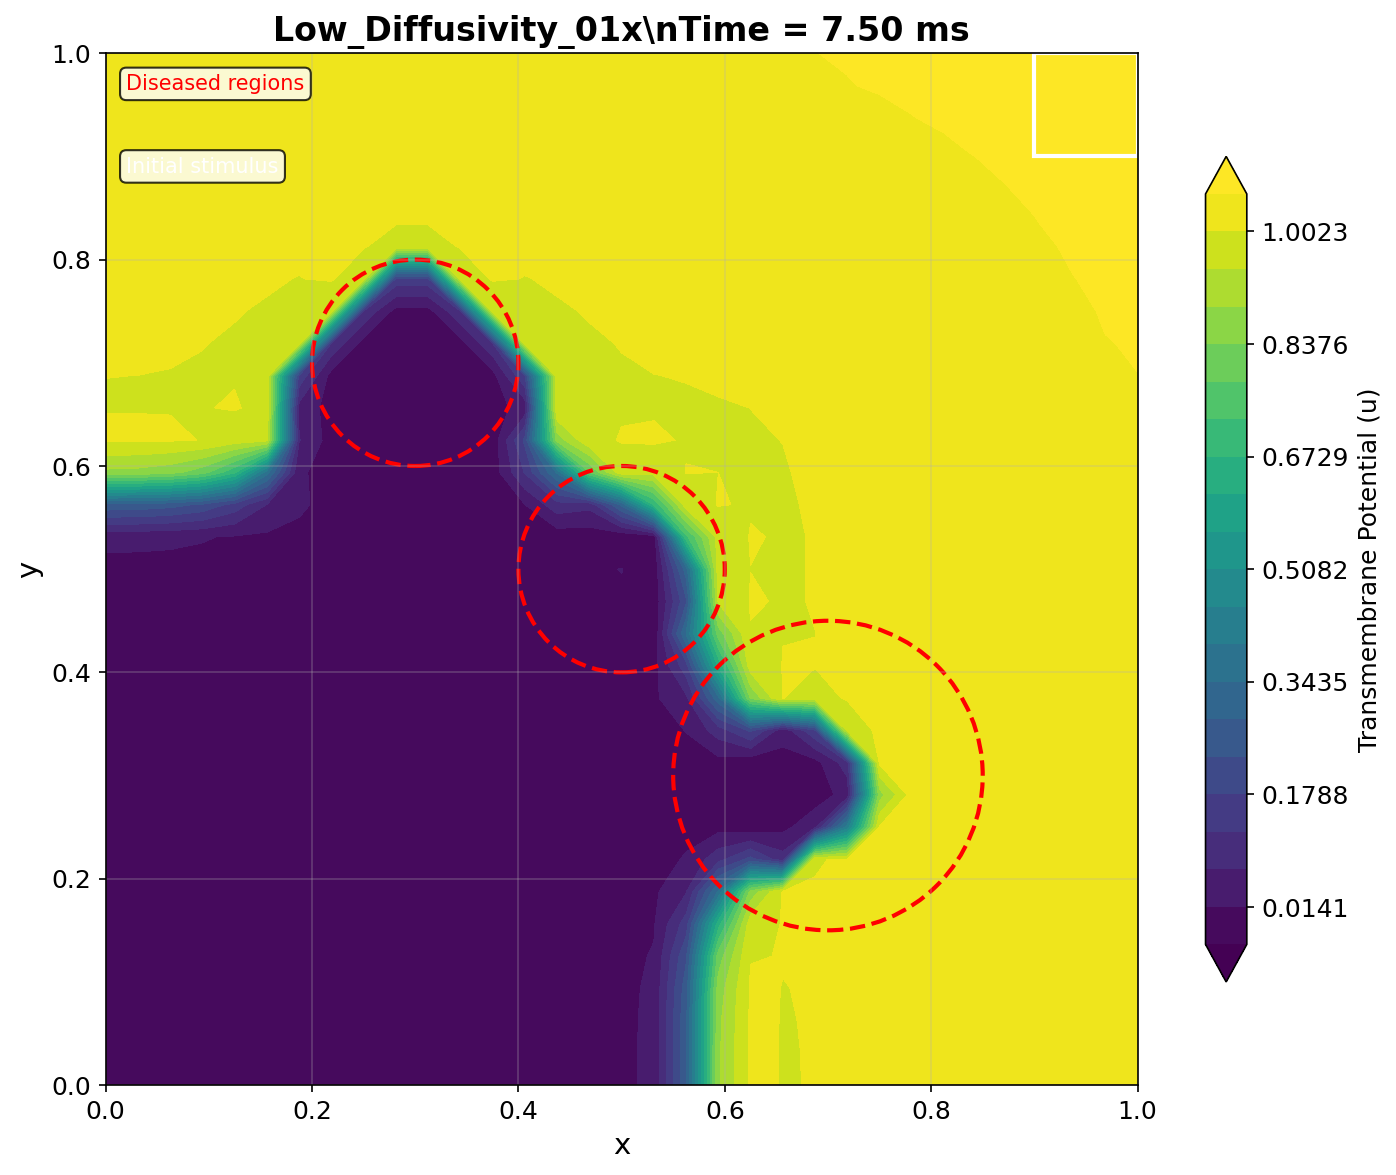 Low_Diffusivity_01x\nTime = 7.50 ms
Diseased regions
Initial stimulus
1.0
0.8
0.6
0.4
0.2
0.0
y
0.0 0.2 0.4 0.6 0.8 1.0
x
1.0023
0.8376
0.6729
0.5082
0.3435
0.1788
0.0141
Transmembrane Potential (u)